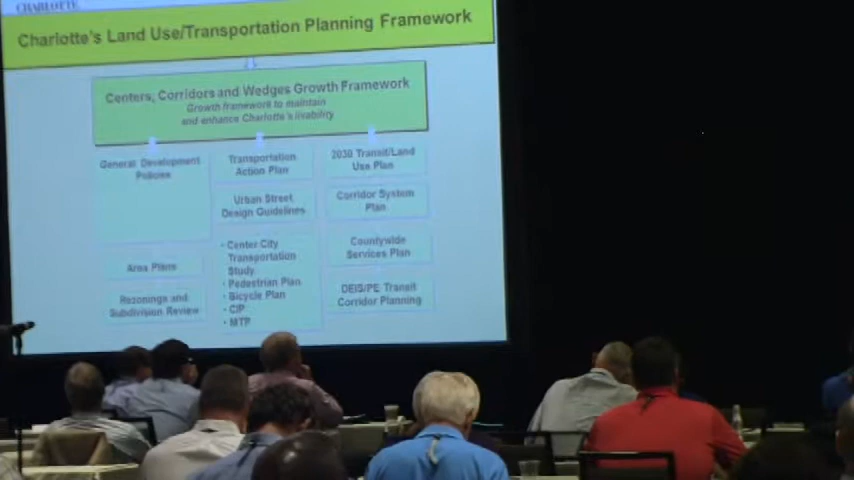 CHARLOTTE
Charlotte's Land Use/Transportation Planning Framework
Centers, Corridors and Wedges Growth Framework
Growth framework to maintain
and enhance Charlotte's livability
General Development
Policies
Area Plans
Rezonings and
Subdivision Review
Transportation
Action Plan
Urban Street
Design Guidelines
• Center City
Transportation
Study
• Pedestrian Plan
• Bicycle Plan
• CIP
• MTP
2030 Transit/Land
Use Plan
Corridor System
Plan
Countywide
Services Plan
DEIS/PE Transit
Corridor Planning